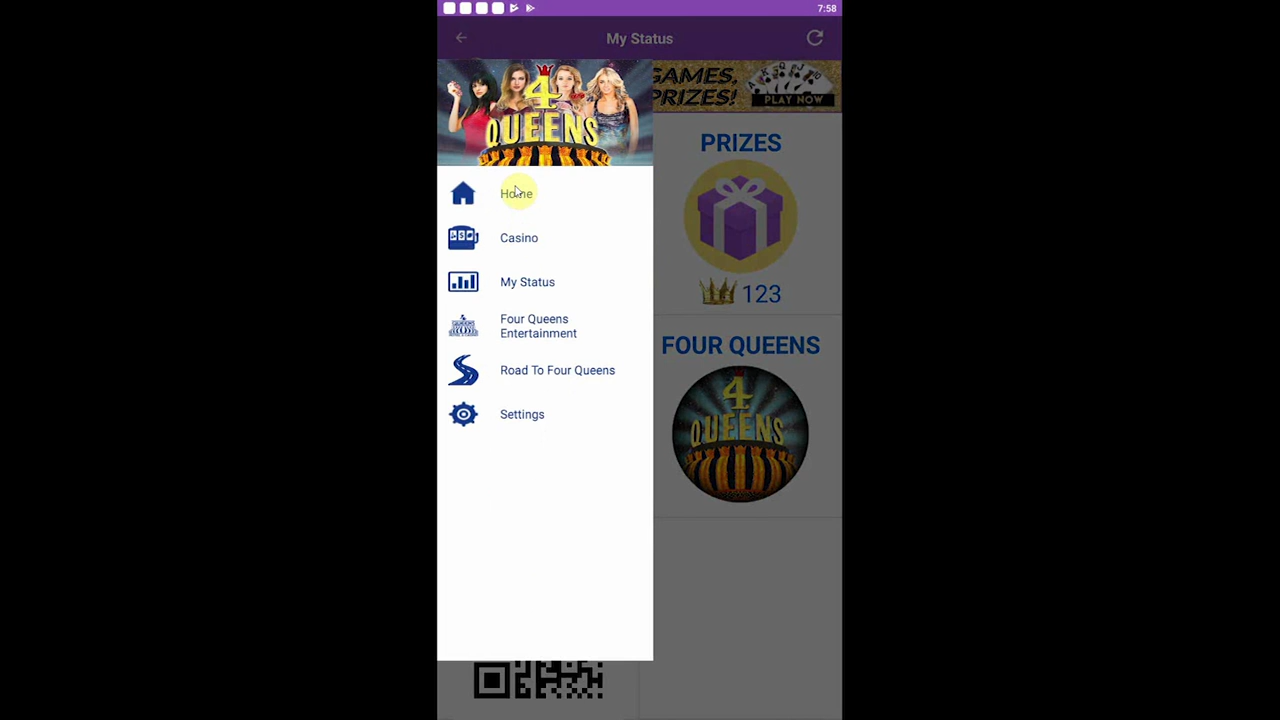 7:58
My Status
4
QUEENS
GAMES,
PRIZES!
PLAY NOW
Home
Casino
My Status
Four Queens
Entertainment
Road To Four Queens
Settings
PRIZES
123
FOUR QUEENS
4
QUEENS